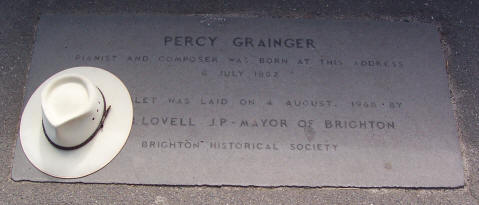 PERCY GRAINGER
PIANIST AND COMPOSER WAS BORN AT THIS ADDRESS
8 JULY 1882
LET WAS LAID ON 4 AUGUST, 1968 · BY
LOVELL J.P - MAYOR OF BRIGHTON
BRIGHTON HISTORICAL SOCIETY